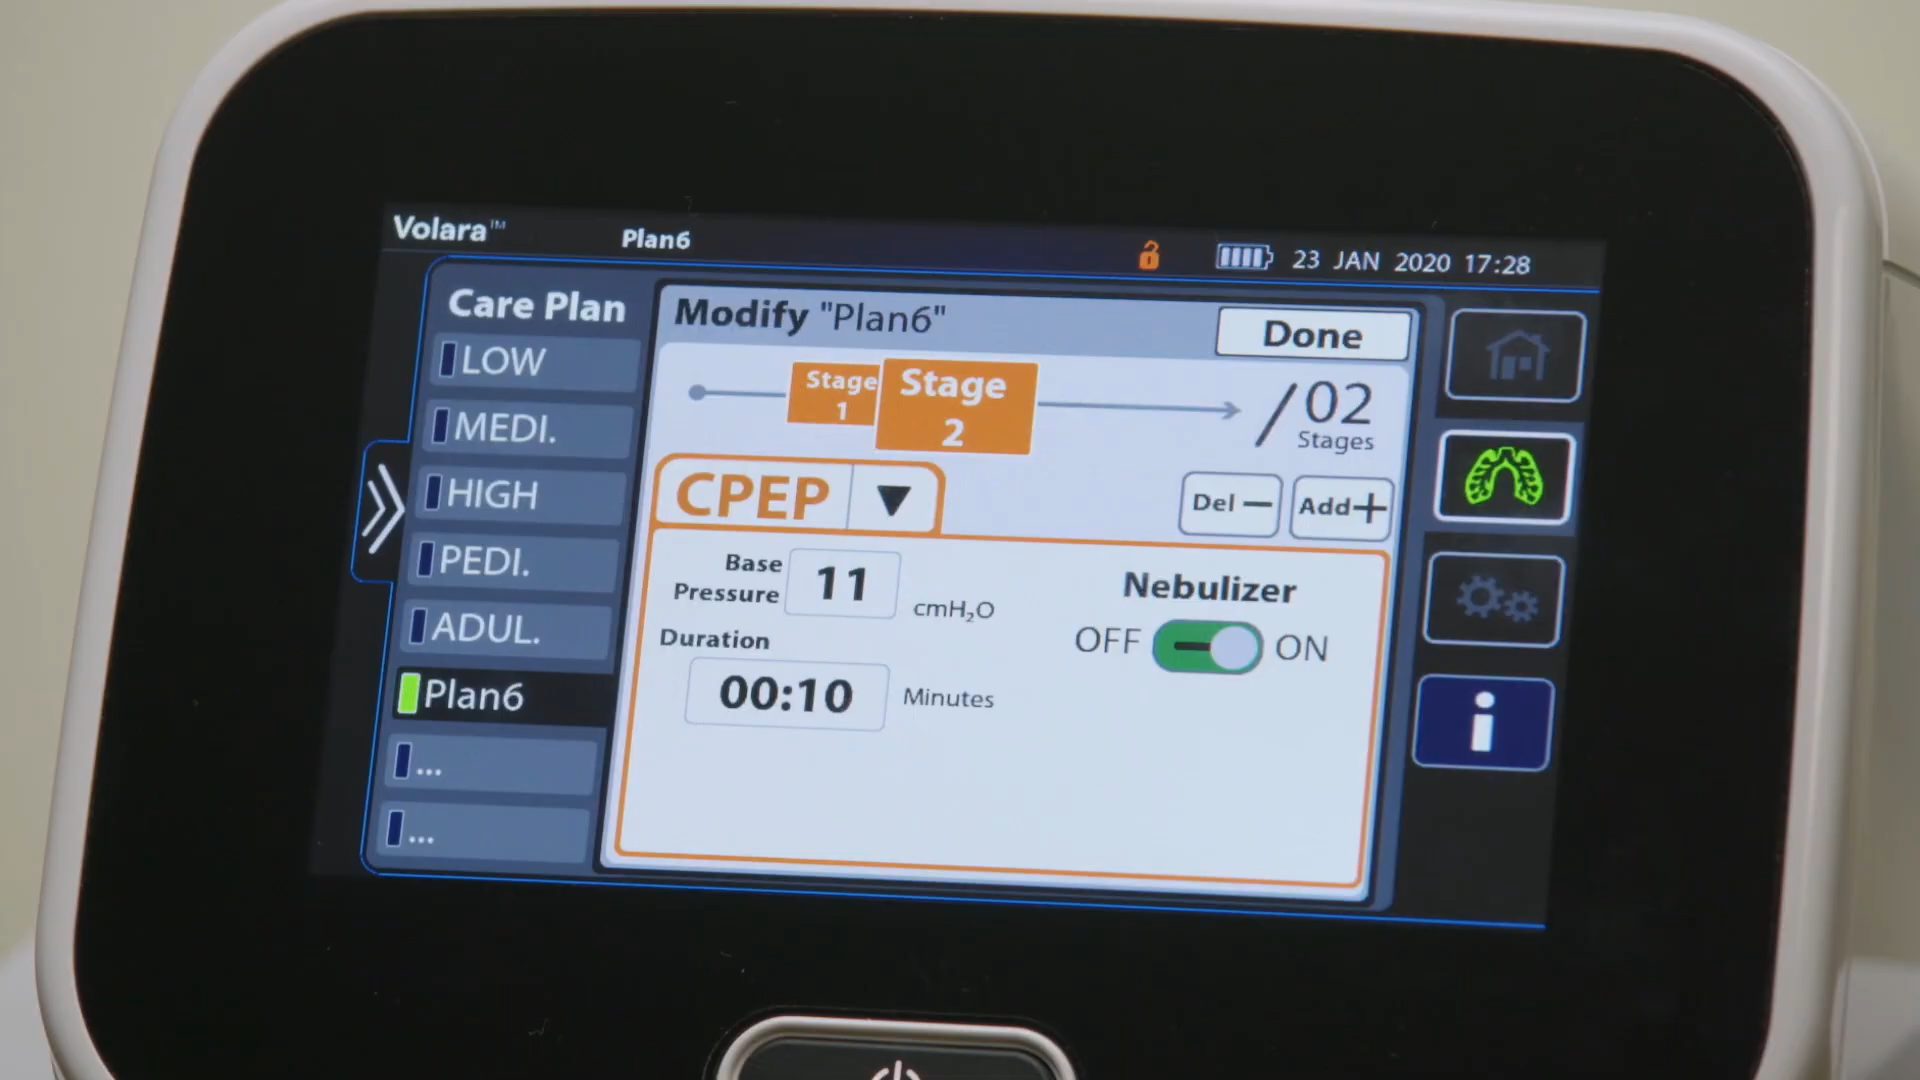 Volara™
Plan6
23 JAN 2020 17:28
Care Plan
LOW
MEDI.
HIGH
PEDI.
ADUL.
Plan6
...
...
Modify "Plan6"
Done
Stage 1
Stage 2
/02
Stages
CPEP
Del −
Add+
Base
Pressure
11
cmH₂O
Duration
00:10
Minutes
Nebulizer
OFF
ON
i